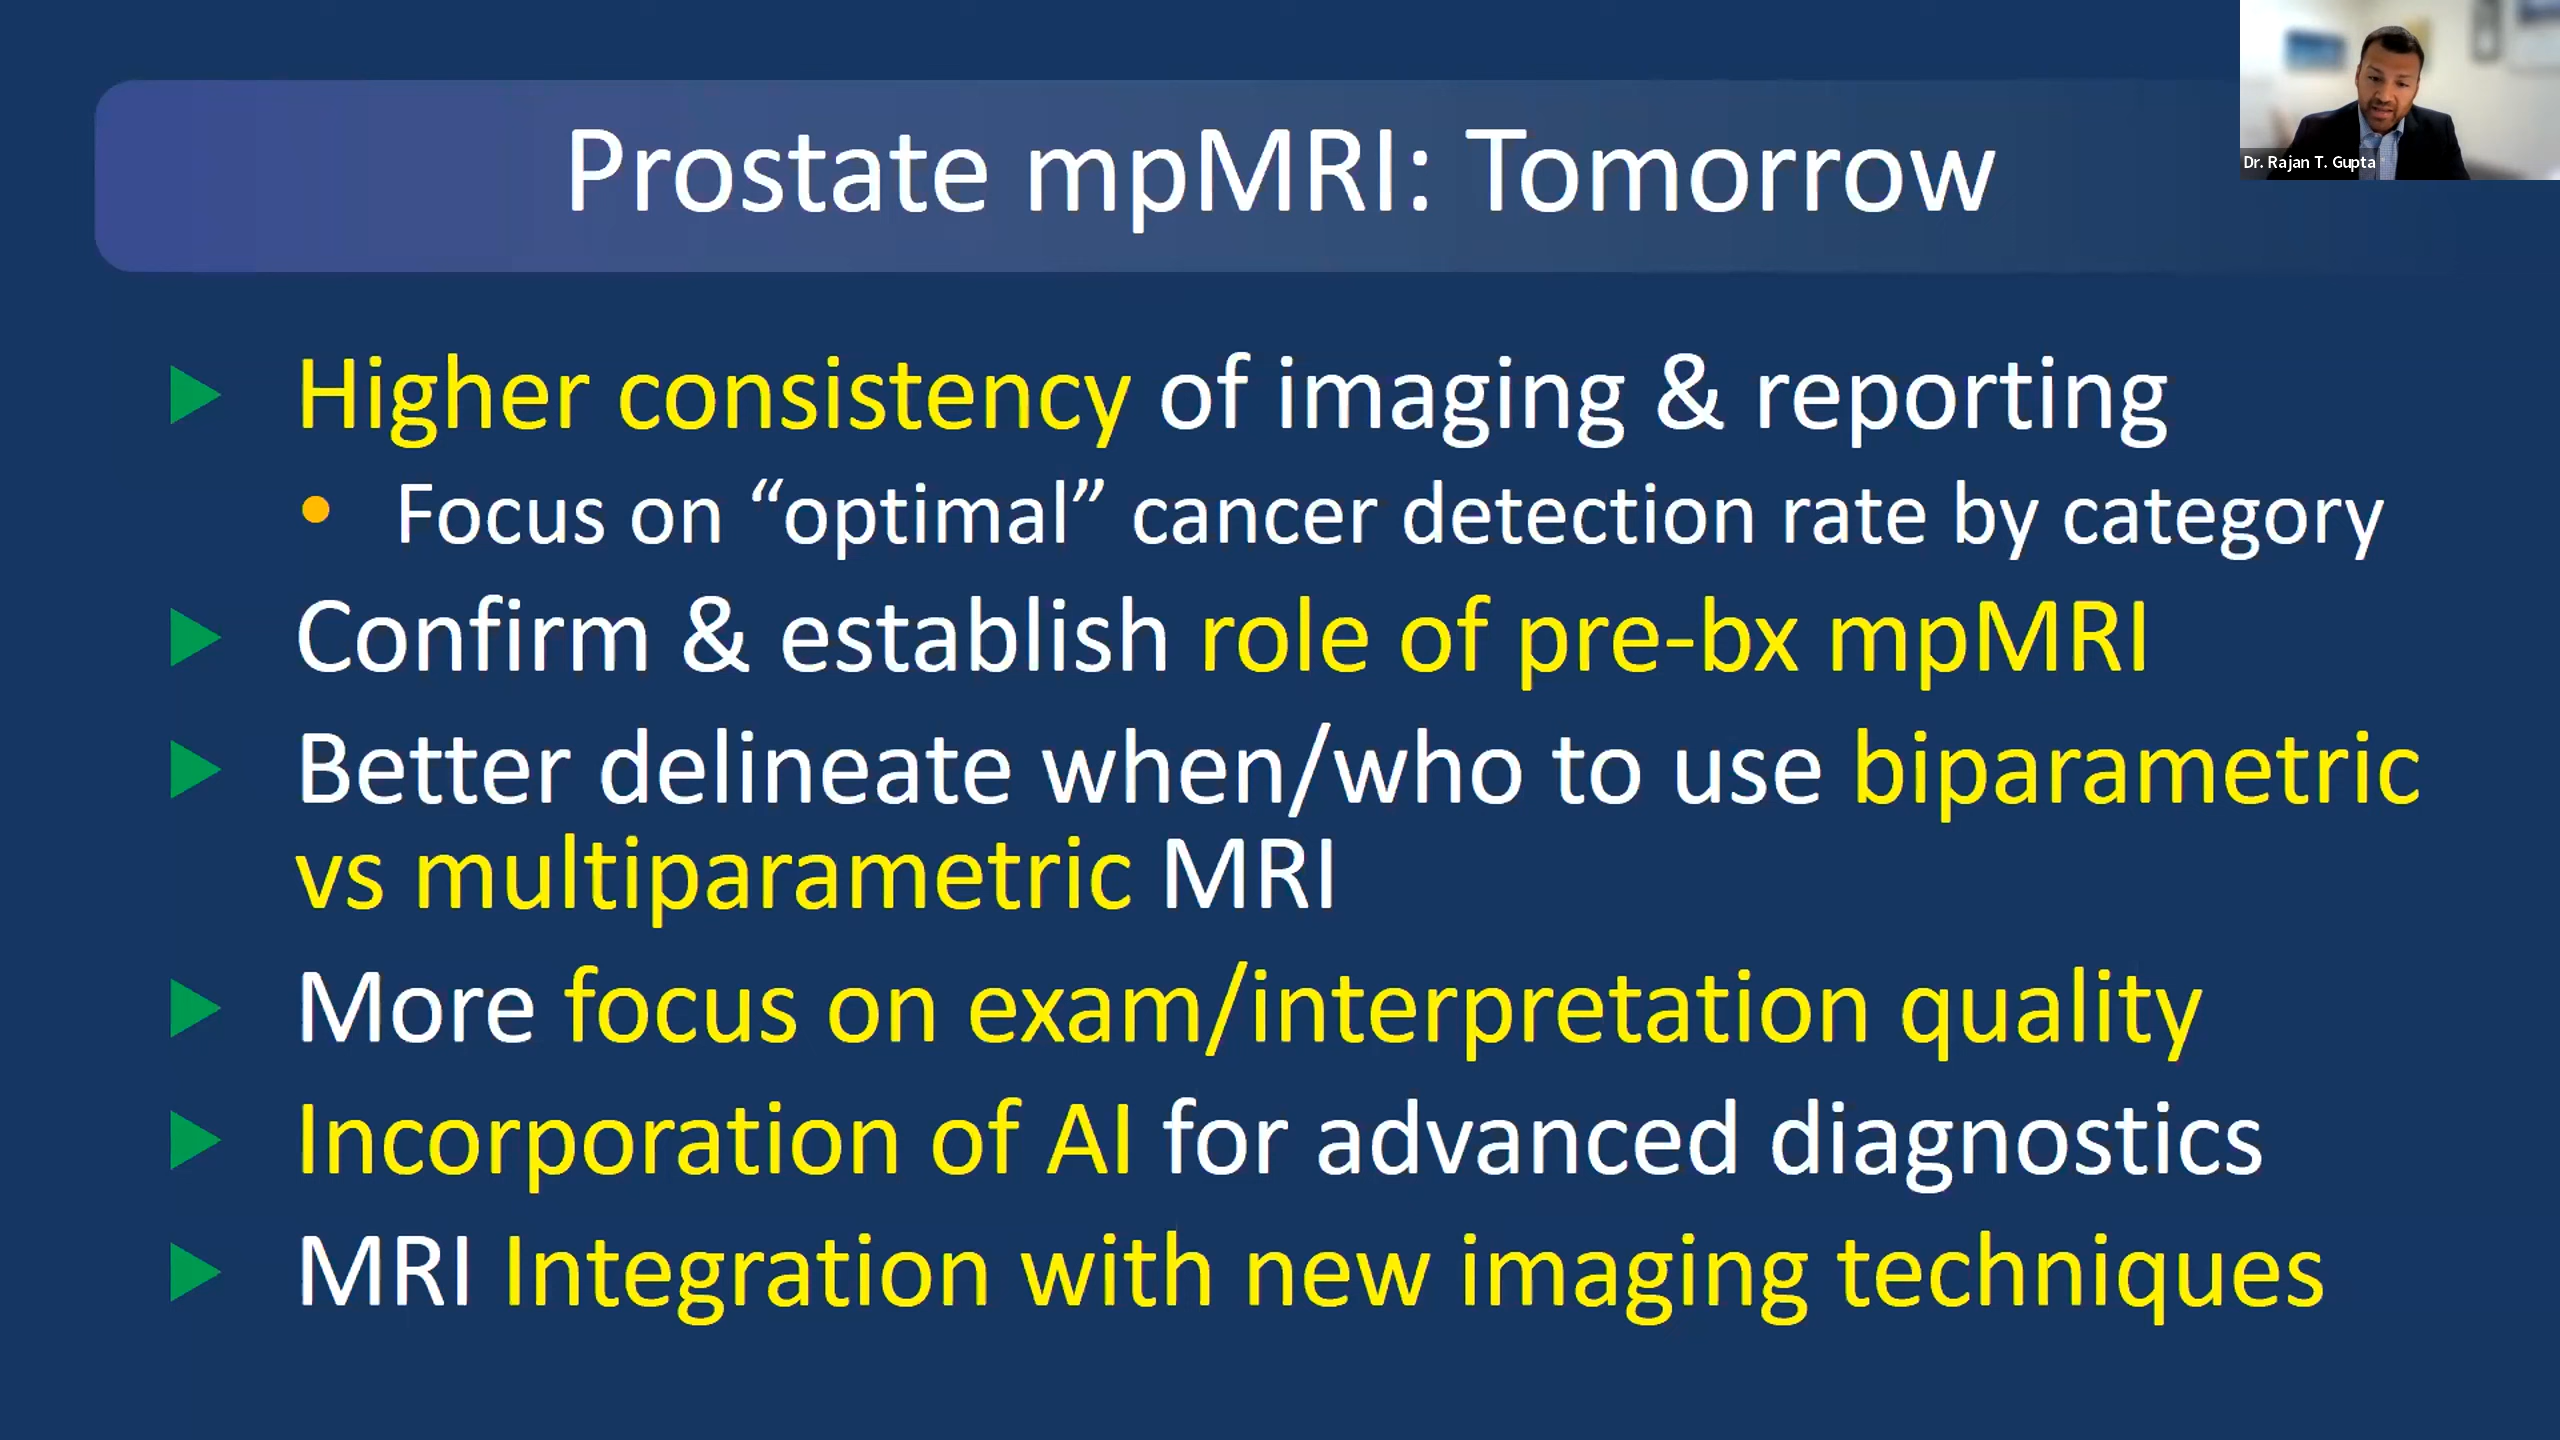 Prostate mpMRI: Tomorrow
Dr. Rajan T. Gupta
Higher consistency of imaging & reporting
Focus on “optimal” cancer detection rate by category
Confirm & establish role of pre-bx mpMRI
Better delineate when/who to use biparametric
vs multiparametric MRI
More focus on exam/interpretation quality
Incorporation of AI for advanced diagnostics
MRI Integration with new imaging techniques